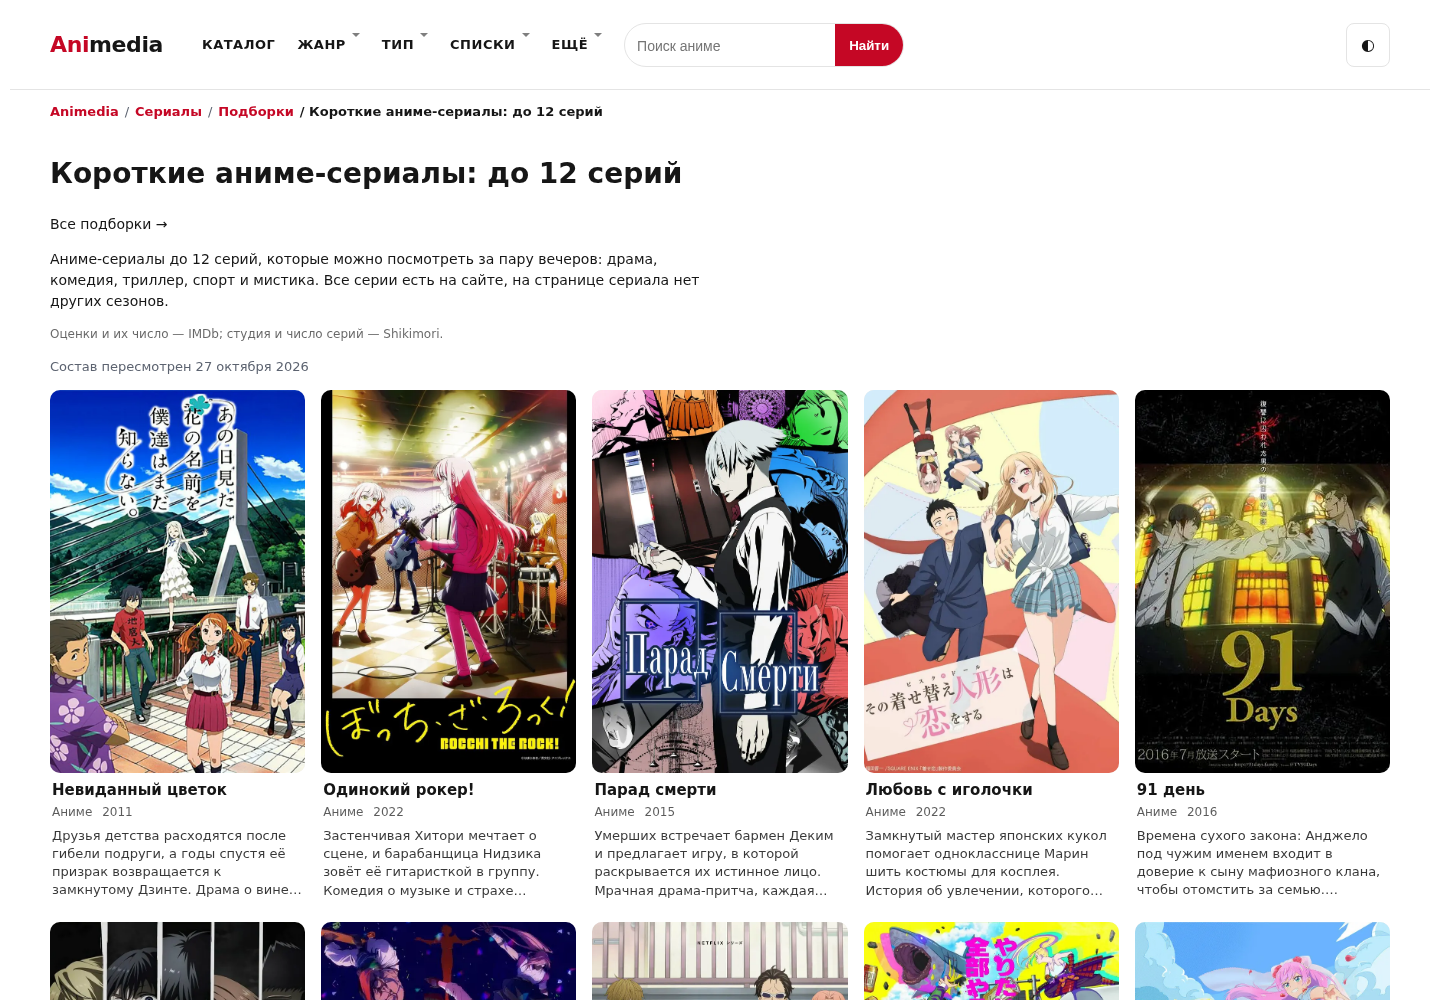 Animedia
КАТАЛОГ
ЖАНР
ТИП
СПИСКИ
ЕЩЁ
Поиск аниме
Найти
Animedia / Сериалы / Подборки / Короткие аниме-сериалы: до 12 серий
Короткие аниме-сериалы: до 12 серий
Все подборки →
Аниме-сериалы до 12 серий, которые можно посмотреть за пару вечеров: драма,
комедия, триллер, спорт и мистика. Все серии есть на сайте, на странице сериала нет
других сезонов.
Оценки и их число — IMDb; студия и число серий — Shikimori.
Состав пересмотрен 27 октября 2026
あの日見た
花の名前を
僕達はまだ
知らない。
ぼっち・ざ・ろっく!
BOCCHI THE ROCK!
Парад Смерти
その着せ替え人形は
ビスク・ドール
恋をする
91
Days
2016年7月放送スタート
Невиданный цветок
Аниме 2011
Друзья детства расходятся после
гибели подруги, а годы спустя её
призрак возвращается к
замкнутому Дзинте. Драма о вине…
Одинокий рокер!
Аниме 2022
Застенчивая Хитори мечтает о
сцене, и барабанщица Нидзика
зовёт её гитаристкой в группу.
Комедия о музыке и страхе…
Парад смерти
Аниме 2015
Умерших встречает бармен Деким
и предлагает игру, в которой
раскрывается их истинное лицо.
Мрачная драма-притча, каждая…
Любовь с иголочки
Аниме 2022
Замкнутый мастер японских кукол
помогает однокласснице Марин
шить костюмы для косплея.
История об увлечении, которого…
91 день
Аниме 2016
Времена сухого закона: Анджело
под чужим именем входит в
доверие к сыну мафиозного клана,
чтобы отомстить за семью.…
NETFLIX シリーズ